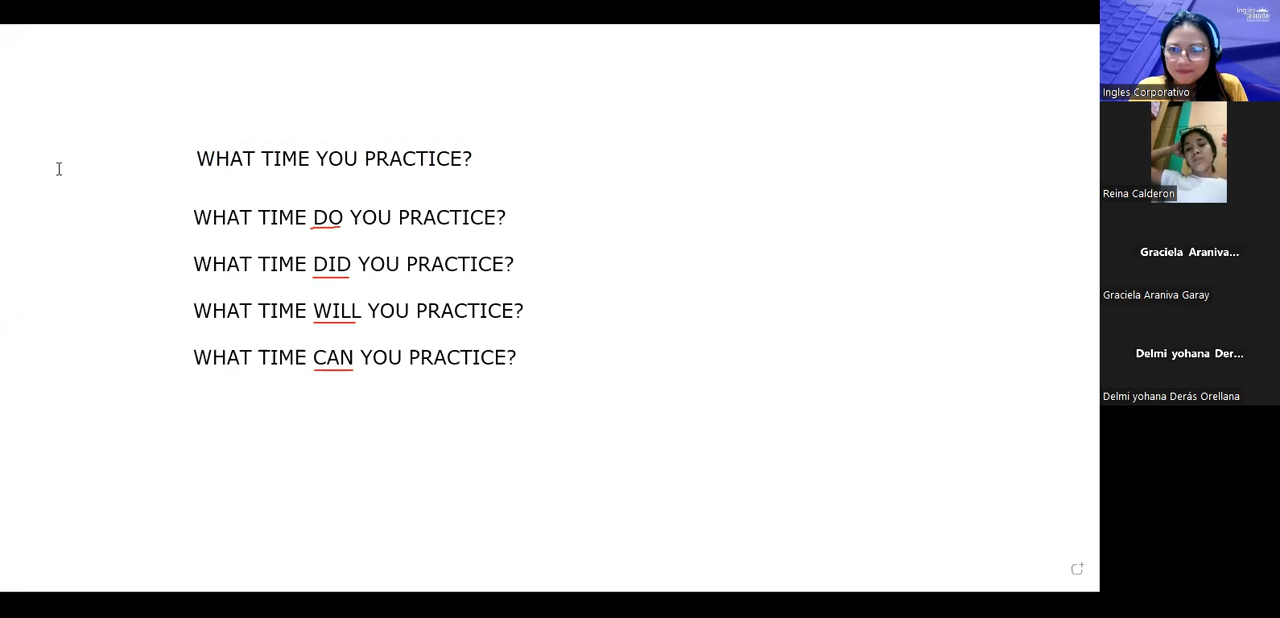 WHAT TIME YOU PRACTICE?
WHAT TIME DO YOU PRACTICE?
WHAT TIME DID YOU PRACTICE?
WHAT TIME WILL YOU PRACTICE?
WHAT TIME CAN YOU PRACTICE?
Ingles Corporativo
Reina Calderon
Graciela Araniva...
Graciela Araniva Garay
Delmi yohana Der...
Delmi yohana Derás Orellana